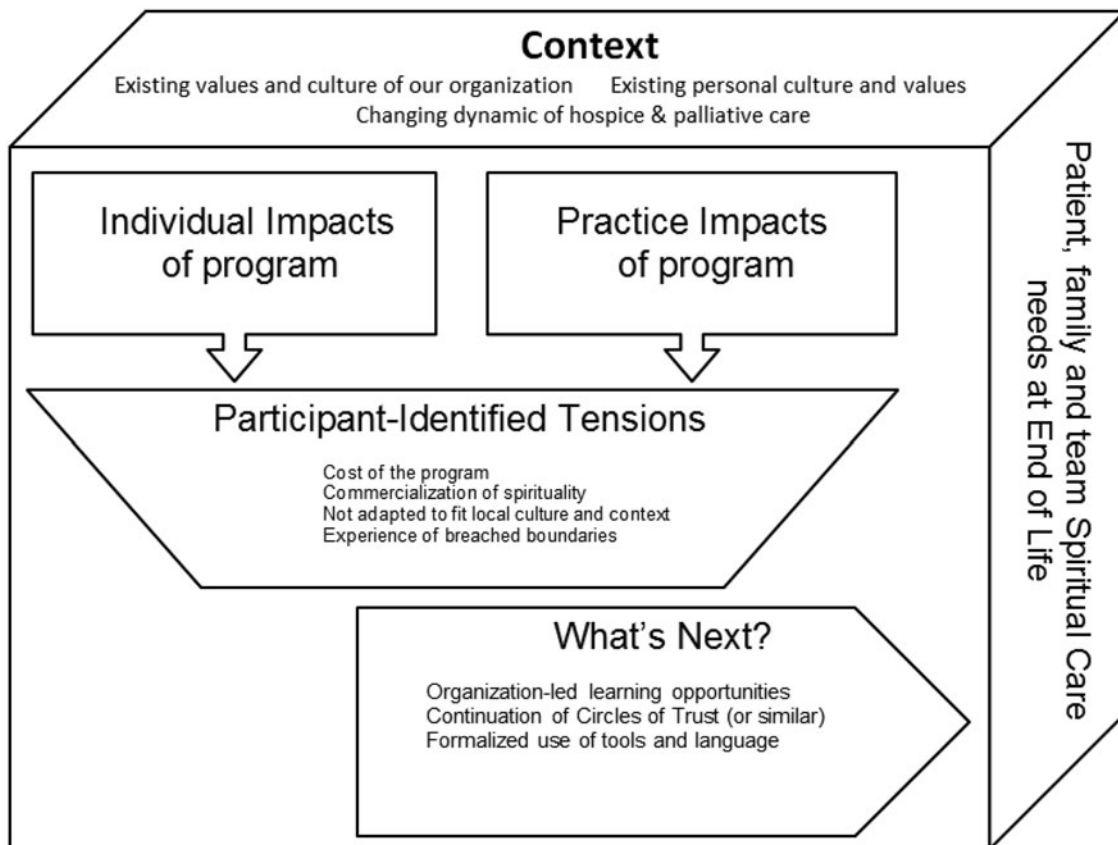 Context
Existing values and culture of our organization Existing personal culture and values
Changing dynamic of hospice & palliative care
Individual Impacts
of program
Practice Impacts
of program
Participant-Identified Tensions
Cost of the program
Commercialization of spirituality
Not adapted to fit local culture and context
Experience of breached boundaries
What's Next?
Organization-led learning opportunities
Continuation of Circles of Trust (or similar)
Formalized use of tools and language
Patient, family and team Spiritual Care
needs at End of Life